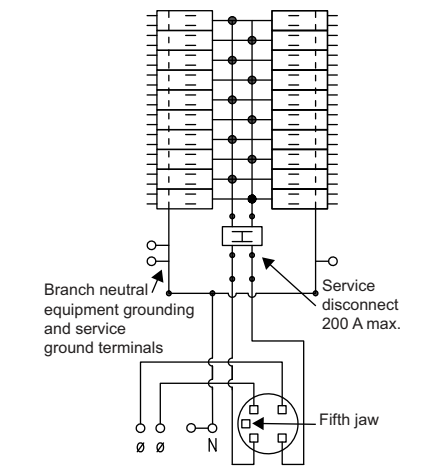 Branch neutral
equipment grounding
and service
ground terminals
Service
disconnect
200 A max.
Fifth jaw
ø ø N